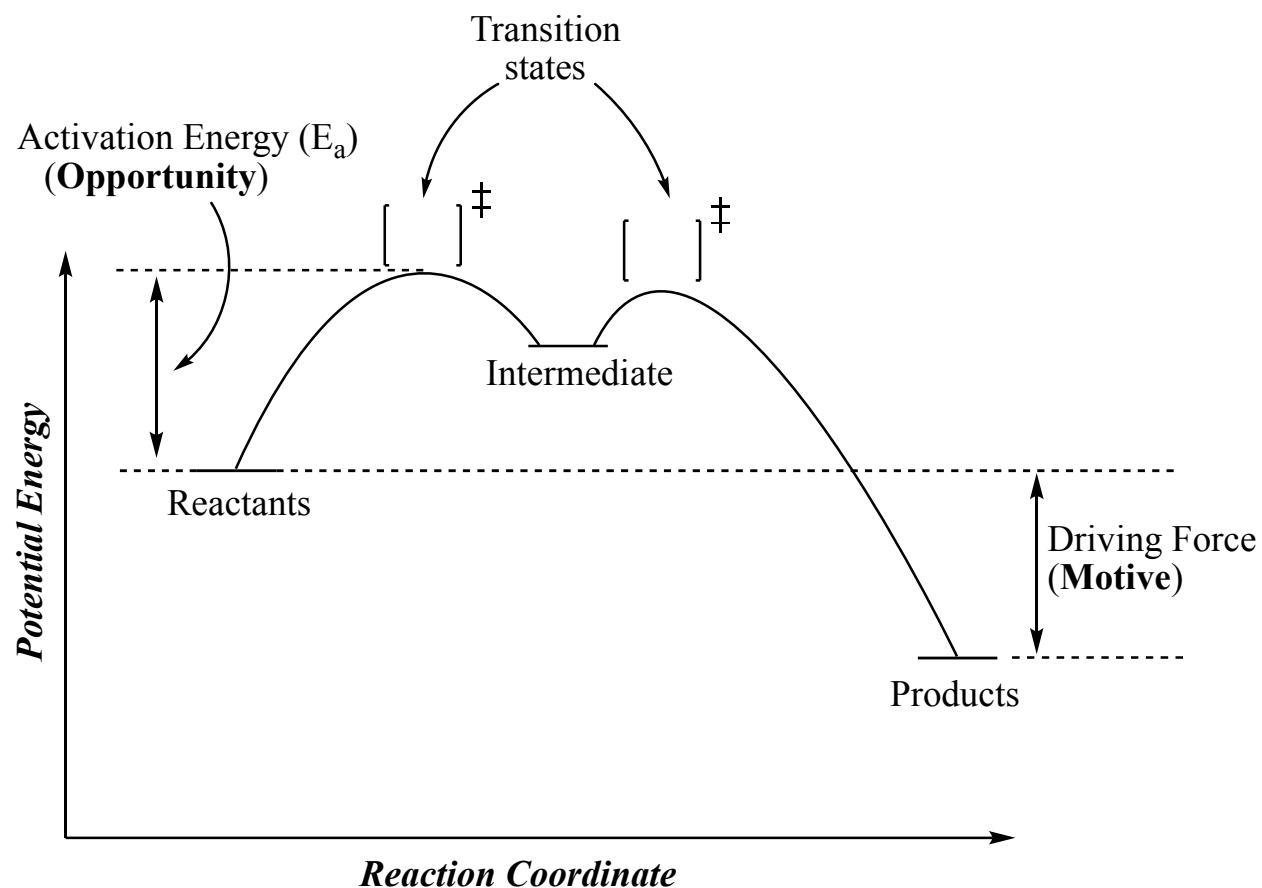 Transition
states
Activation Energy (Eₐ)
(Opportunity)
‡
‡
Intermediate
Reactants
Potential Energy
Driving Force
(Motive)
Products
Reaction Coordinate